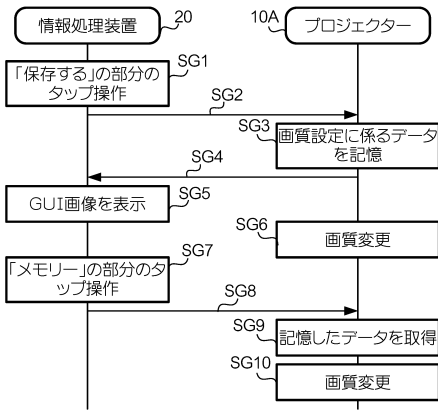 情報処理装置
20
10A
プロジェクター
「保存する」の部分の
タップ操作
SG1
SG2
SG3
画質設定に係るデータ
を記憶
SG4
GUI画像を表示
SG5
SG6
画質変更
「メモリー」の部分のタ
ップ操作
SG7
SG8
SG9
記憶したデータを取得
SG10
画質変更